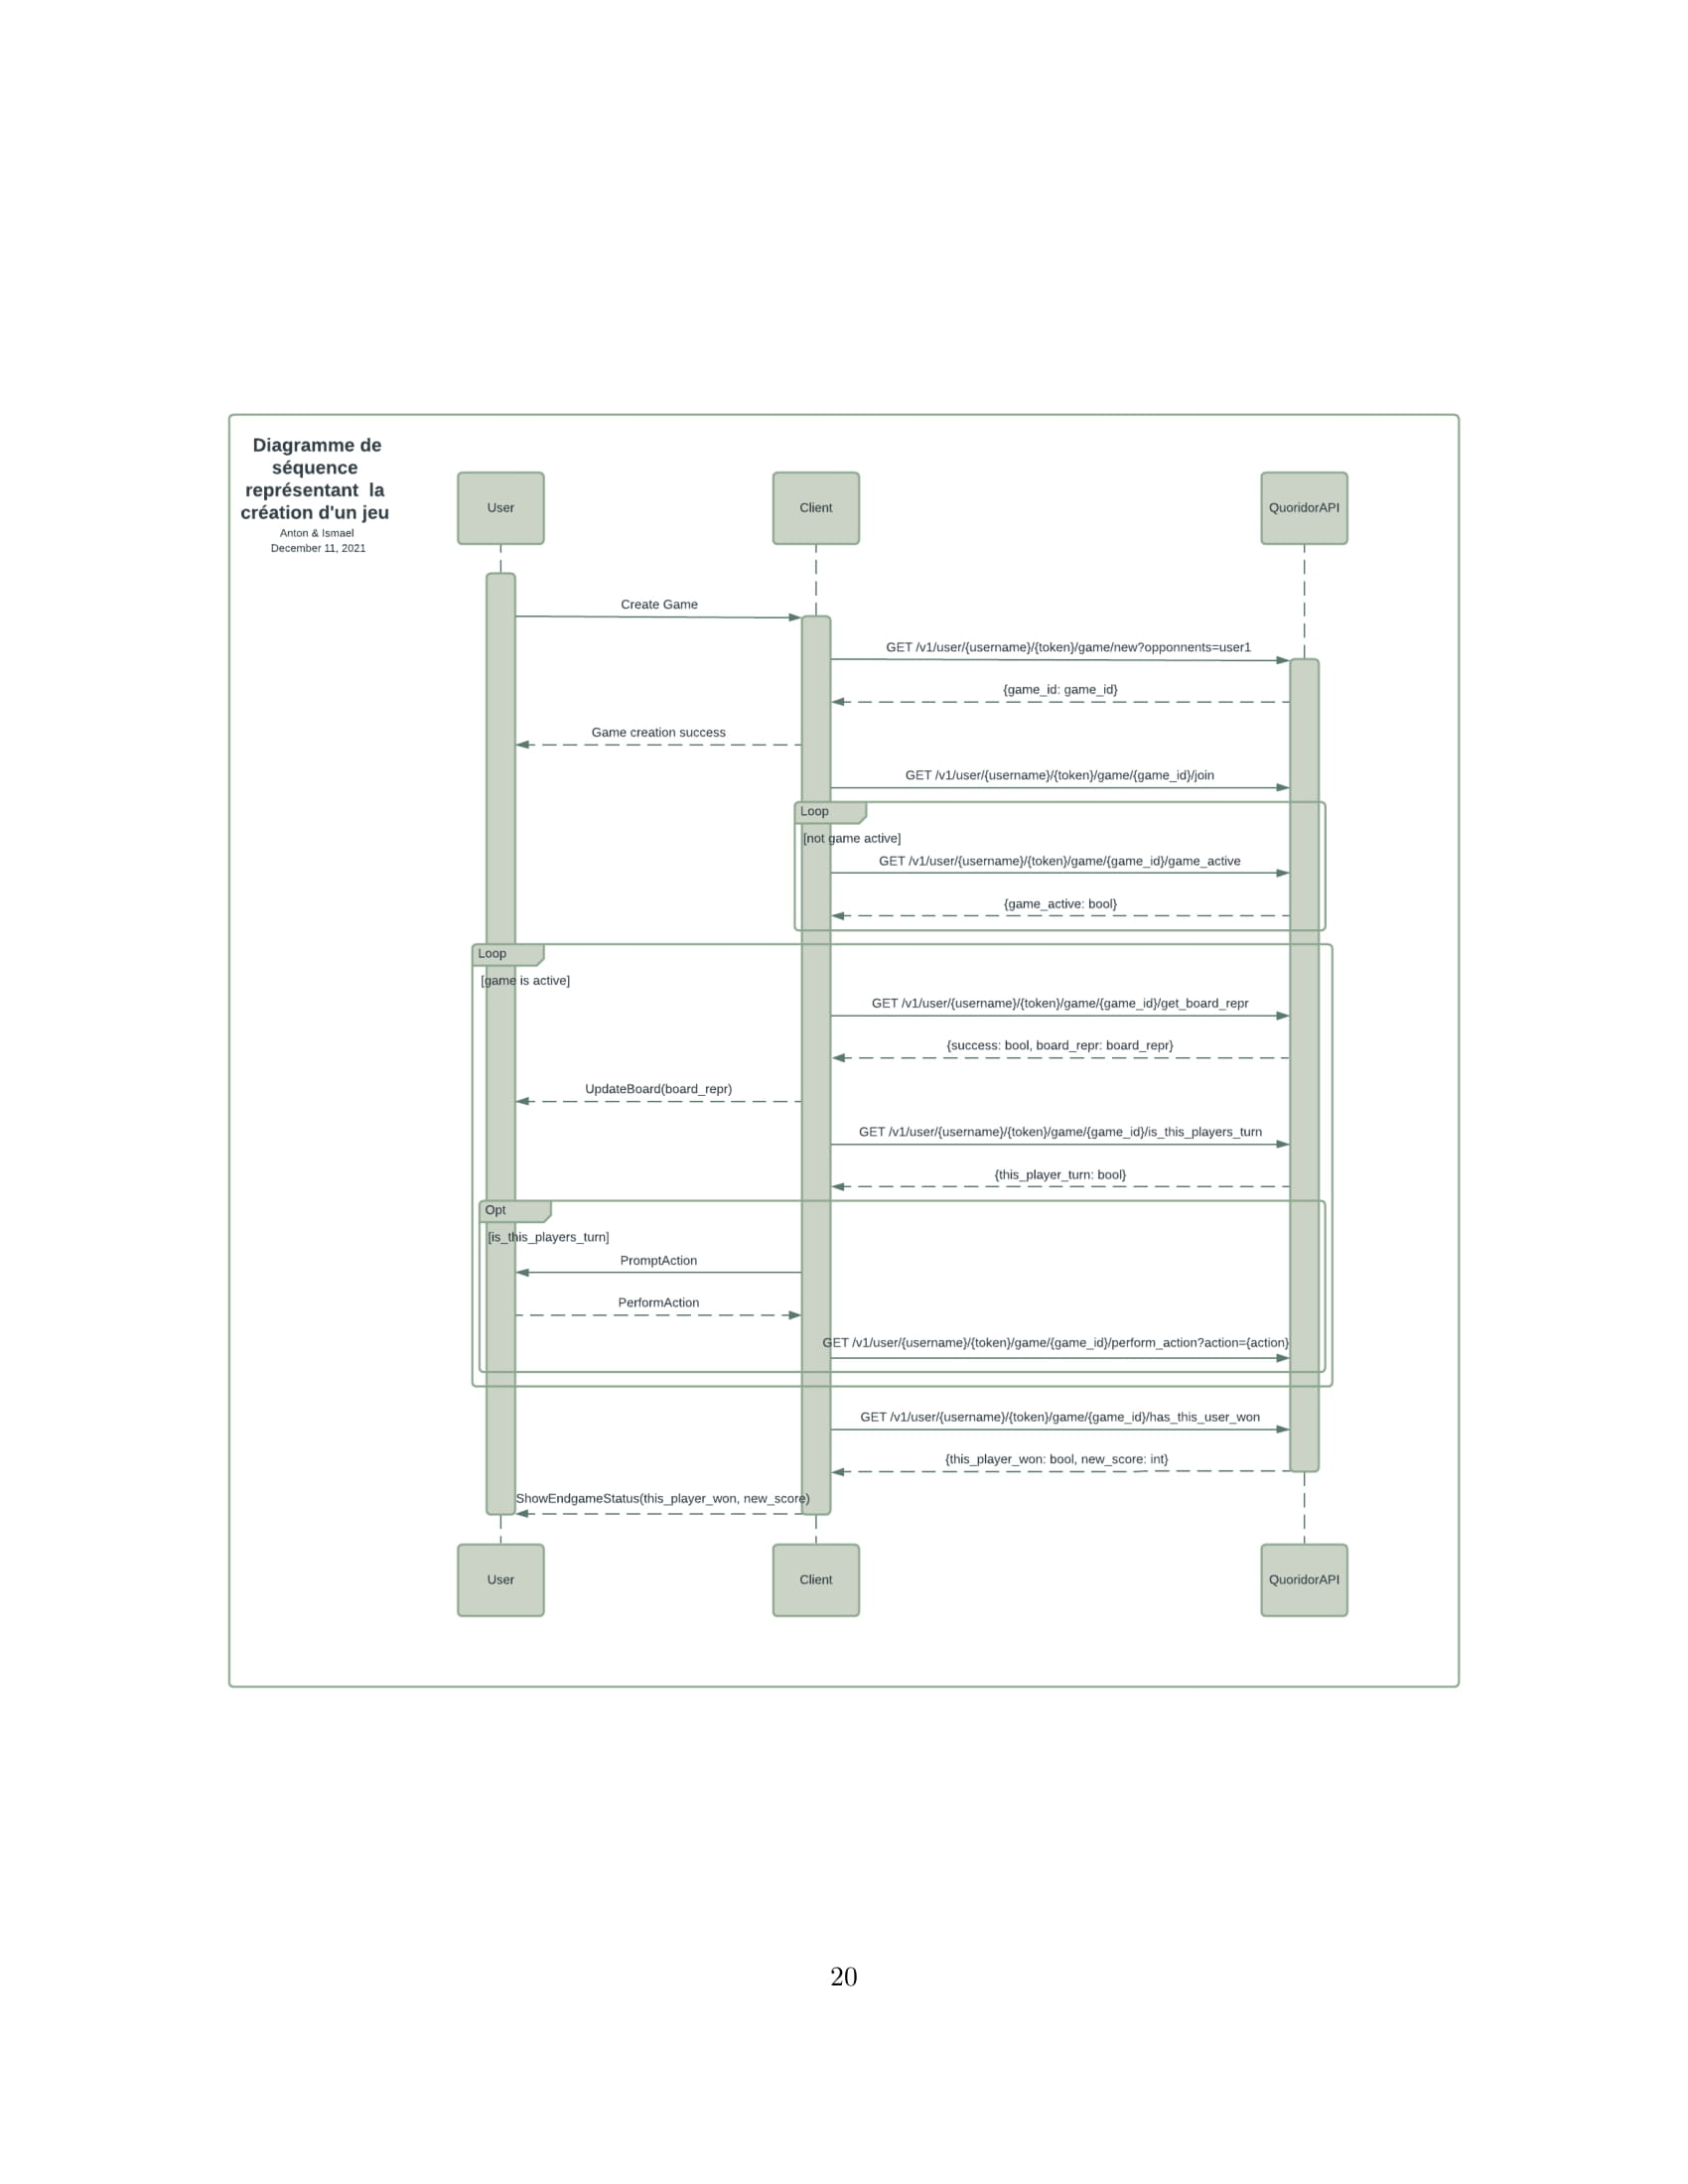 Diagramme de
séquence
représentant  la
création d'un jeu
Anton & Ismael
December 11, 2021
User
Client
QuoridorAPI
Create Game
GET /v1/user/{username}/{token}/game/new?opponnents=user1
{game_id: game_id}
Game creation success
GET /v1/user/{username}/{token}/game/{game_id}/join
Loop
[not game active]
GET /v1/user/{username}/{token}/game/{game_id}/game_active
{game_active: bool}
Loop
[game is active]
GET /v1/user/{username}/{token}/game/{game_id}/get_board_repr
{success: bool, board_repr: board_repr}
UpdateBoard(board_repr)
GET /v1/user/{username}/{token}/game/{game_id}/is_this_players_turn
{this_player_turn: bool}
Opt
[is_this_players_turn]
PromptAction
PerformAction
GET /v1/user/{username}/{token}/game/{game_id}/perform_action?action={action}
GET /v1/user/{username}/{token}/game/{game_id}/has_this_user_won
{this_player_won: bool, new_score: int}
ShowEndgameStatus(this_player_won, new_score)
User
Client
QuoridorAPI
20